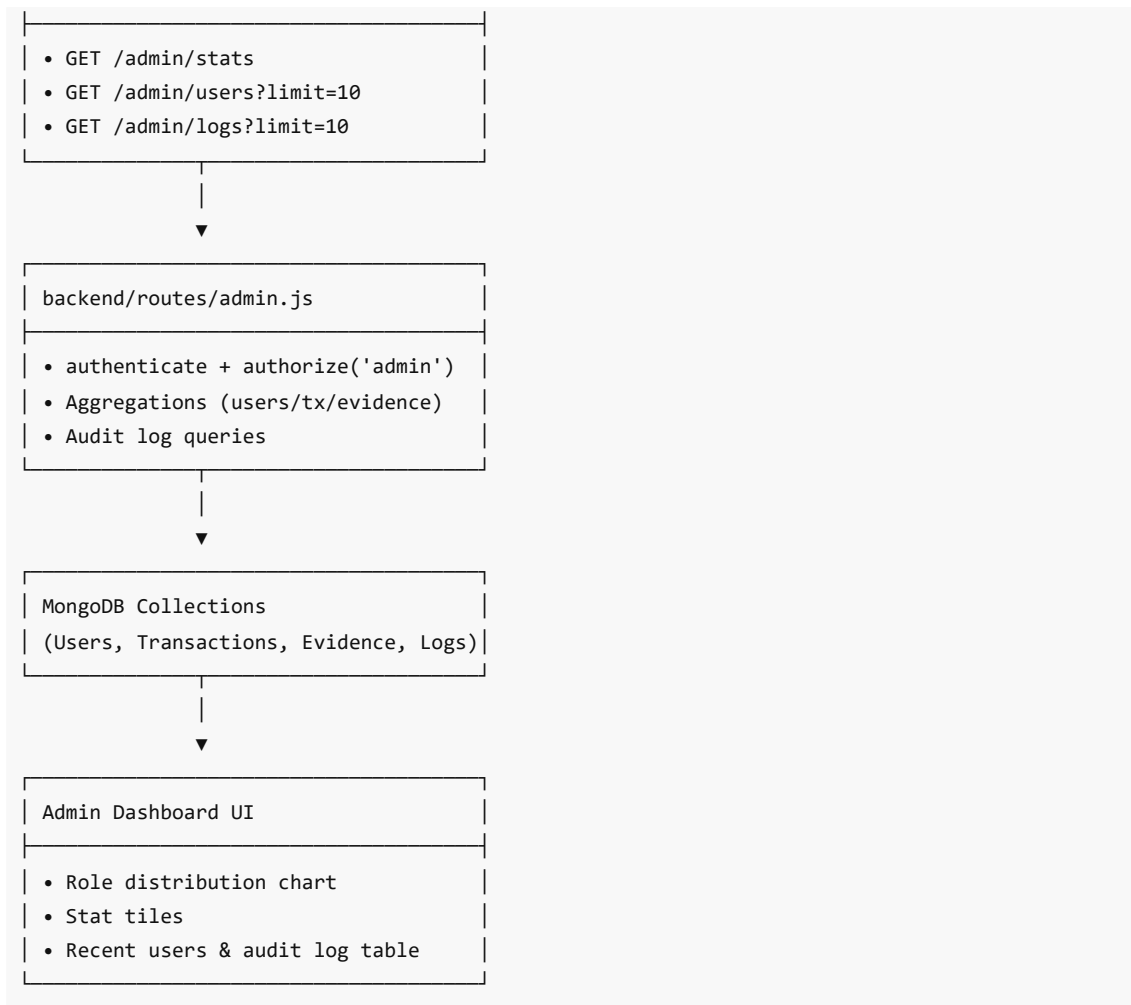 • GET /admin/stats
• GET /admin/users?limit=10
• GET /admin/logs?limit=10
backend/routes/admin.js
• authenticate + authorize('admin')
• Aggregations (users/tx/evidence)
• Audit log queries
MongoDB Collections
(Users, Transactions, Evidence, Logs)
Admin Dashboard UI
• Role distribution chart
• Stat tiles
• Recent users & audit log table